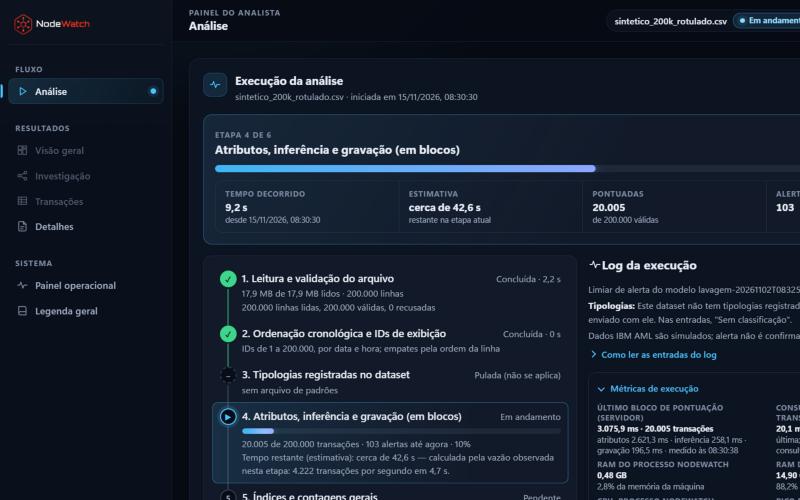 NodeWatch
FLUXO
Análise
RESULTADOS
Visão geral
Investigação
Transações
Detalhes
SISTEMA
Painel operacional
Legenda geral
PAINEL DO ANALISTA
Análise
sintetico_200k_rotulado.csv
Em andament
Execução da análise
sintetico_200k_rotulado.csv · iniciada em 15/11/2026, 08:30:30
ETAPA 4 DE 6
Atributos, inferência e gravação (em blocos)
TEMPO DECORRIDO
9,2 s
desde 15/11/2026, 08:30:30
ESTIMATIVA
cerca de 42,6 s
restante na etapa atual
PONTUADAS
20.005
de 200.000 válidas
ALERT
103
1. Leitura e validação do arquivo
Concluída · 2,2 s
17,9 MB de 17,9 MB lidos · 200.000 linhas
200.000 linhas lidas, 200.000 válidas, 0 recusadas
2. Ordenação cronológica e IDs de exibição
Concluída · 0 s
IDs de 1 a 200.000, por data e hora; empates pela ordem da linha
3. Tipologias registradas no dataset
Pulada (não se aplica)
sem arquivo de padrões
4. Atributos, inferência e gravação (em blocos)
Em andamento
20.005 de 200.000 transações · 103 alertas até agora · 10%
Tempo restante (estimativa): cerca de 42,6 s — calculada pela vazão observada
nesta etapa: 4.222 transações por segundo em 4,7 s.
5
5. Índices e contagens gerais
Pendente
Log da execução
Limiar de alerta do modelo lavagem-20261102T08325
Tipologias: Este dataset não tem tipologias registrad
enviado com ele. Nas entradas, "Sem classificação".
Dados IBM AML são simulados; alerta não é confirma
Como ler as entradas do log
Métricas de execução
ÚLTIMO BLOCO DE PONTUAÇÃO
(SERVIDOR)
3.075,9 ms · 20.005 transações
atributos 2.621,3 ms · inferência 258,1 ms ·
gravação 196,5 ms · medido às 08:30:38
RAM DO PROCESSO NODEWATCH
0,48 GB
2,8% da memória da máquina
CONSU
TRANS
20,1 m
última;
consult
RAM D
14,90
88,2%